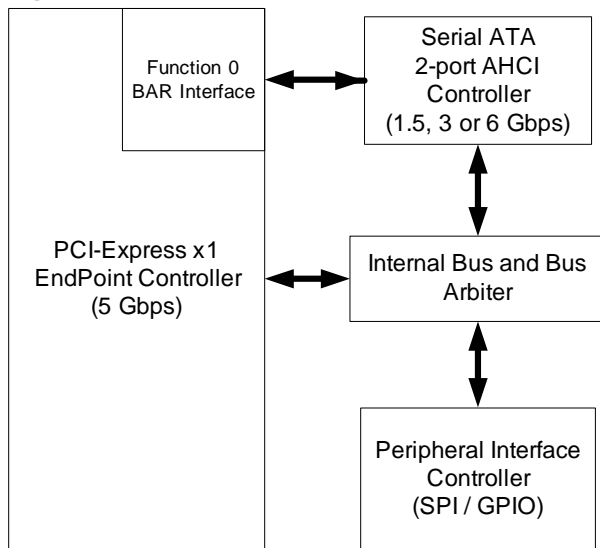 Function 0
BAR Interface
Serial ATA
2-port AHCI
Controller
(1.5, 3 or 6 Gbps)
PCI-Express x1
EndPoint Controller
(5 Gbps)
Internal Bus and Bus
Arbiter
Peripheral Interface
Controller
(SPI / GPIO)